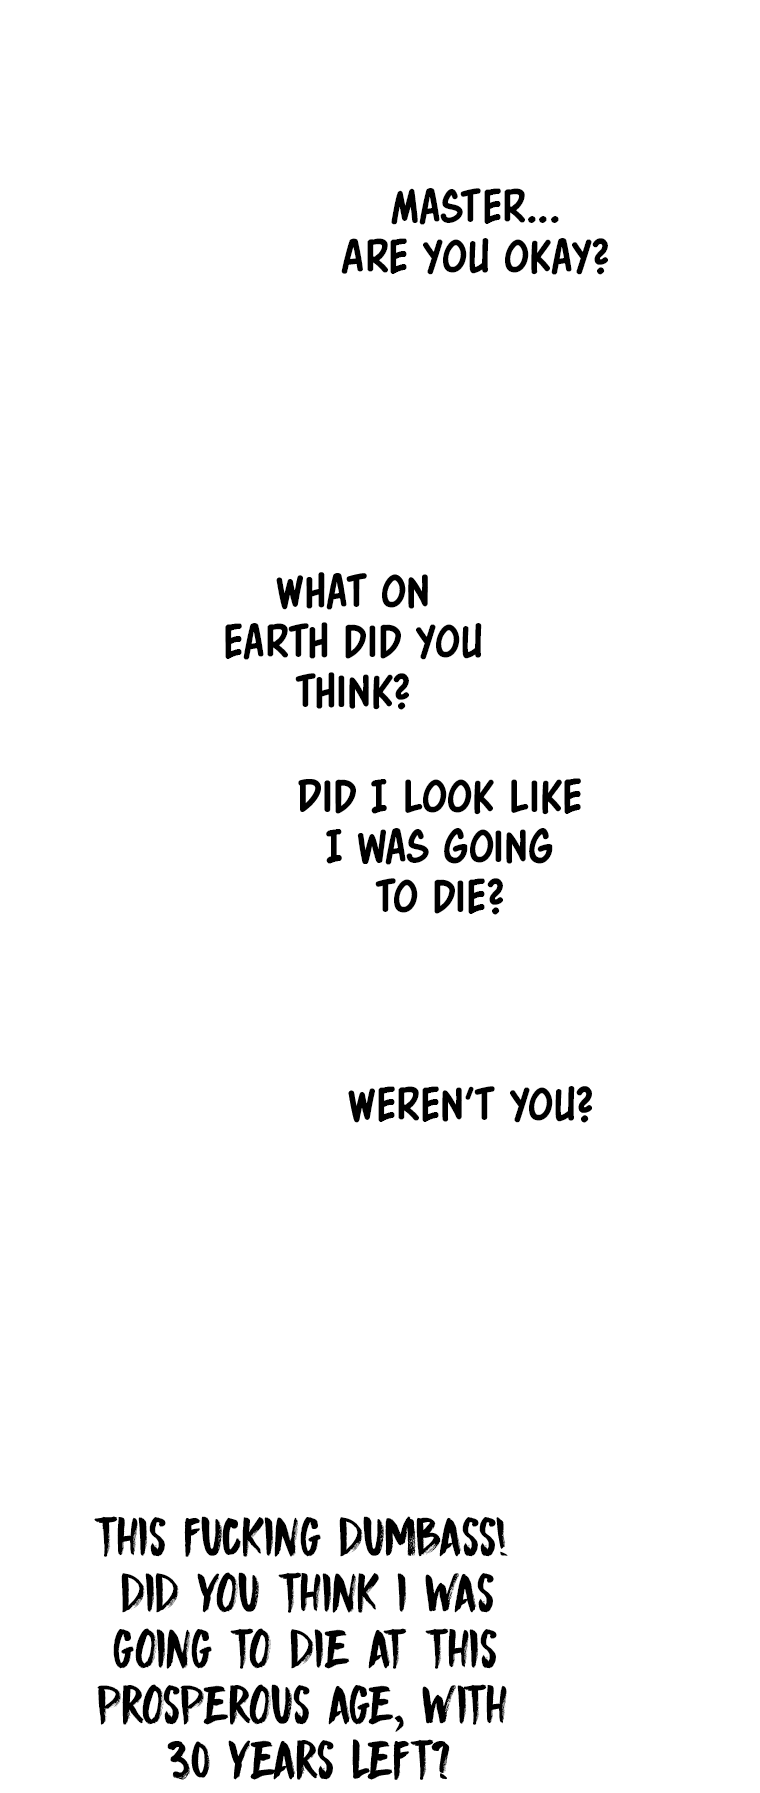 MASTER...
ARE YOU OKAY?
WHAT ON
EARTH DID YOU
THINK?
DID I LOOK LIKE
I WAS GOING
TO DIE?
WEREN'T YOU?
THIS FUCKING DUMBASS!
DID YOU THINK I WAS
GOING TO DIE AT THIS
PROSPEROUS AGE, WITH
30 YEARS LEFT?